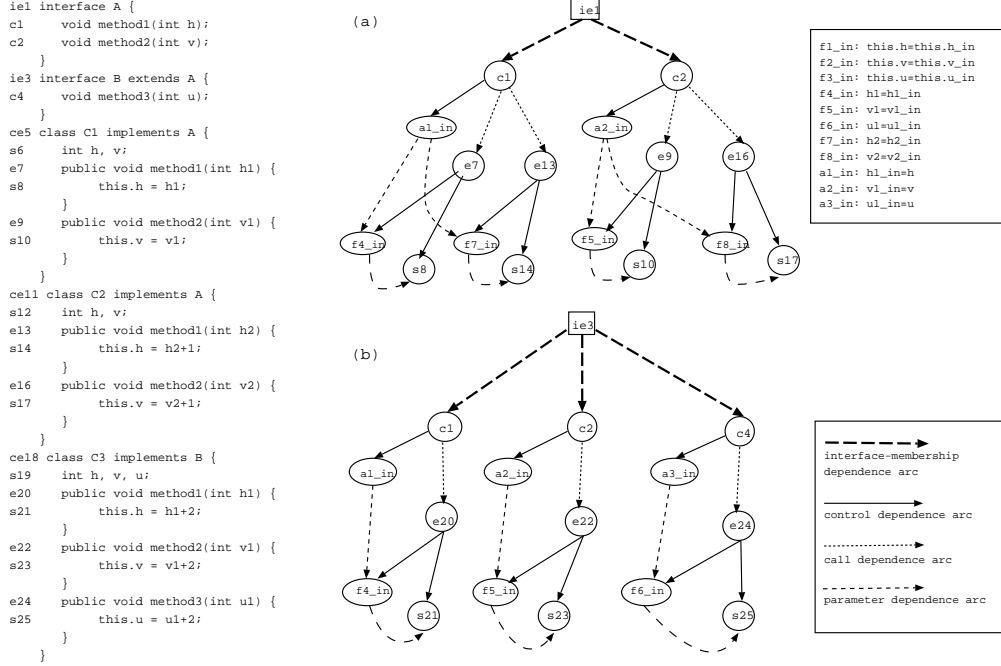 ie1 interface A {
c1 void method1(int h);
c2 void method2(int v);
}
ie3 interface B extends A {
c4 void method3(int u);
}
ce5 class C1 implements A {
s6 int h, v;
e7 public void method1(int h1) {
s8 this.h = h1;
}
e9 public void method2(int v1) {
s10 this.v = v1;
}
}
ce11 class C2 implements A {
s12 int h, v;
e13 public void method1(int h2) {
s14 this.h = h2+1;
}
e16 public void method2(int v2) {
s17 this.v = v2+1;
}
}
ce18 class C3 implements B {
s19 int h, v, u;
e20 public void method1(int h1) {
s21 this.h = h1+2;
}
e22 public void method2(int v1) {
s23 this.v = v1+2;
}
e24 public void method3(int u1) {
s25 this.u = u1+2;
}
}
(a)
ie1
c1 c2
a1_in a2_in
e7 e13 e9 e16
f4_in f7_in f5_in f8_in
s8 s14 s10 s17
f1_in: this.h=this.h_in
f2_in: this.v=this.v_in
f3_in: this.u=this.u_in
f4_in: h1=h1_in
f5_in: v1=v1_in
f6_in: u1=u1_in
f7_in: h2=h2_in
f8_in: v2=v2_in
a1_in: h1_in=h
a2_in: v1_in=v
a3_in: u1_in=u
(b)
ie3
c1 c2 c4
a1_in a2_in a3_in
e20 e22 e24
f4_in f5_in f6_in
s21 s23 s25
interface-membership
dependence arc
control dependence arc
call dependence arc
parameter dependence arc